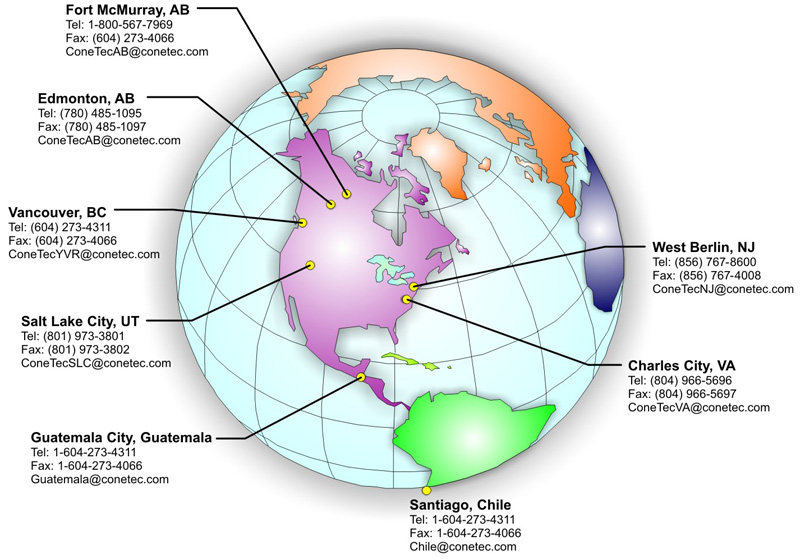 Fort McMurray, AB
Tel: 1-800-567-7969
Fax: (604) 273-4066
ConeTecAB@conetec.com
Edmonton, AB
Tel: (780) 485-1095
Fax: (780) 485-1097
ConeTecAB@conetec.com
Vancouver, BC
Tel: (604) 273-4311
Fax: (604) 273-4066
ConeTecYVR@conetec.com
West Berlin, NJ
Tel: (856) 767-8600
Fax: (856) 767-4008
ConeTecNJ@conetec.com
Salt Lake City, UT
Tel: (801) 973-3801
Fax: (801) 973-3802
ConeTecSLC@conetec.com
Charles City, VA
Tel: (804) 966-5696
Fax: (804) 966-5697
ConeTecVA@conetec.com
Guatemala City, Guatemala
Tel: 1-604-273-4311
Fax: 1-604-273-4066
Guatemala@conetec.com
Santiago, Chile
Tel: 1-604-273-4311
Fax: 1-604-273-4066
Chile@conetec.com